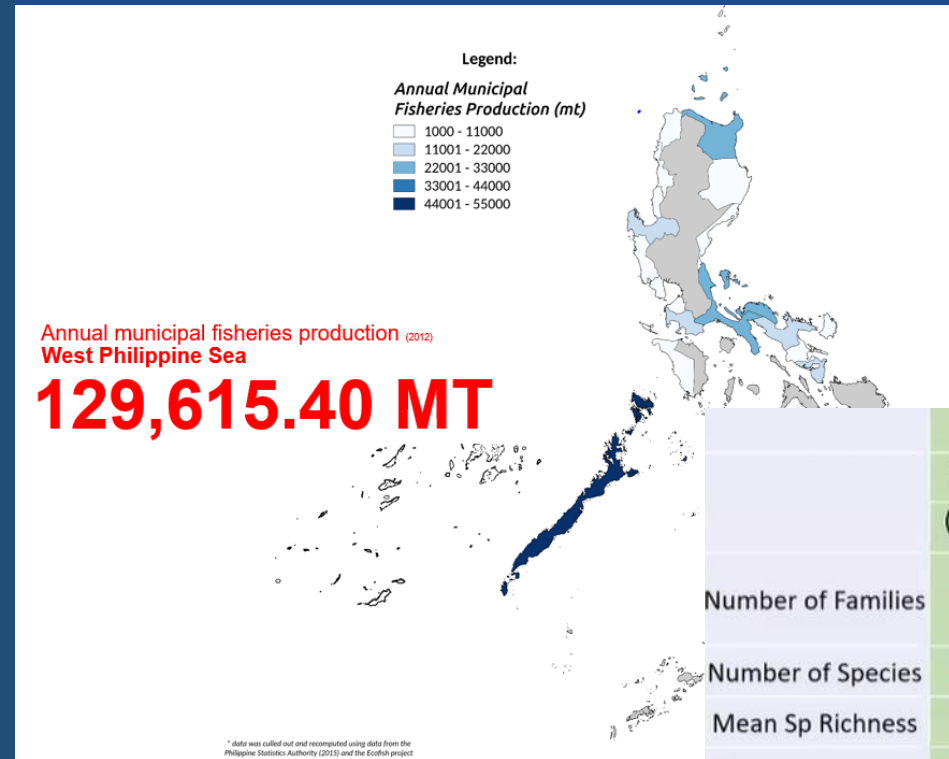 Legend:
Annual Municipal
Fisheries Production (mt)
1000 - 11000
11001 - 22000
22001 - 33000
33001 - 44000
44001 - 55000
Annual municipal fisheries production (2012)
West Philippine Sea
129,615.40 MT
(
Number of Families
Number of Species
Mean Sp Richness
* data was culled out and recomputed using data from the
Philippine Statistics Authority (2015) and the Ecofish project